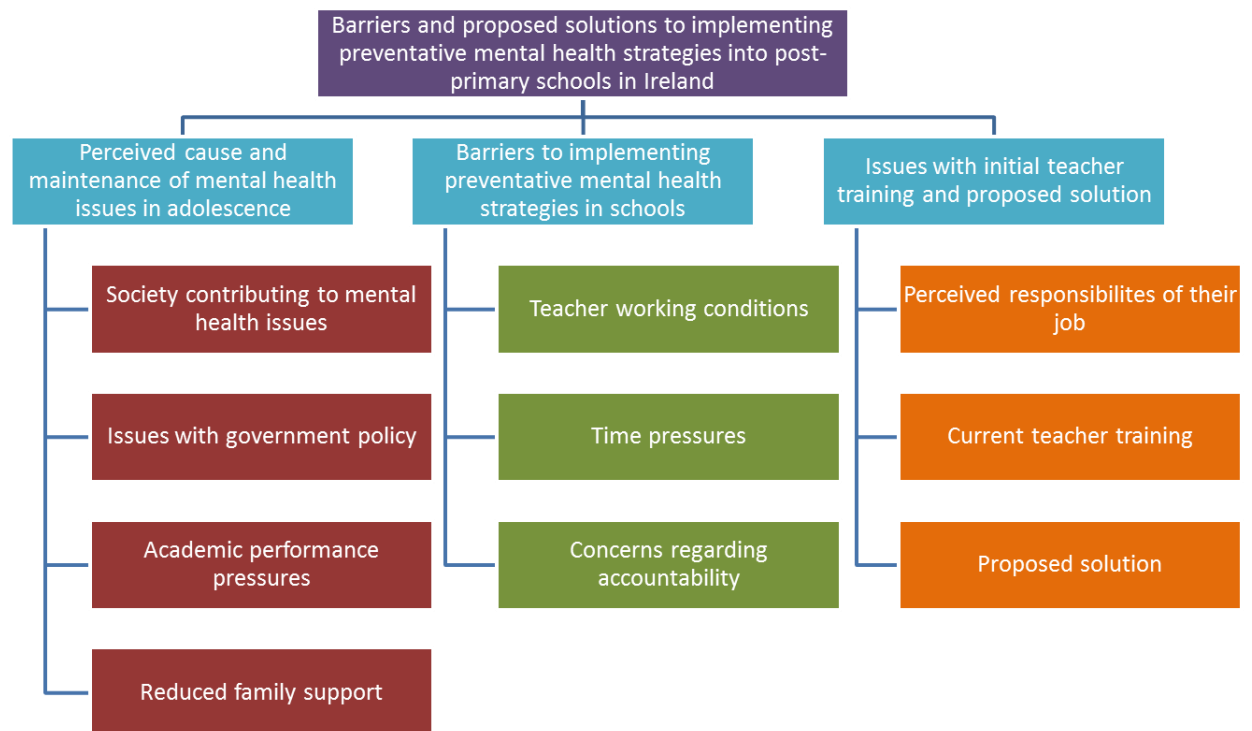 Barriers and proposed solutions to implementing
preventative mental health strategies into post-
primary schools in Ireland
Perceived cause and
maintenance of mental health
issues in adolescence
Society contributing to mental
health issues
Issues with government policy
Academic performance
pressures
Reduced family support
Barriers to implementing
preventative mental health
strategies in schools
Teacher working conditions
Time pressures
Concerns regarding
accountability
Issues with initial teacher
training and proposed solution
Perceived responsibilites of their
job
Current teacher training
Proposed solution